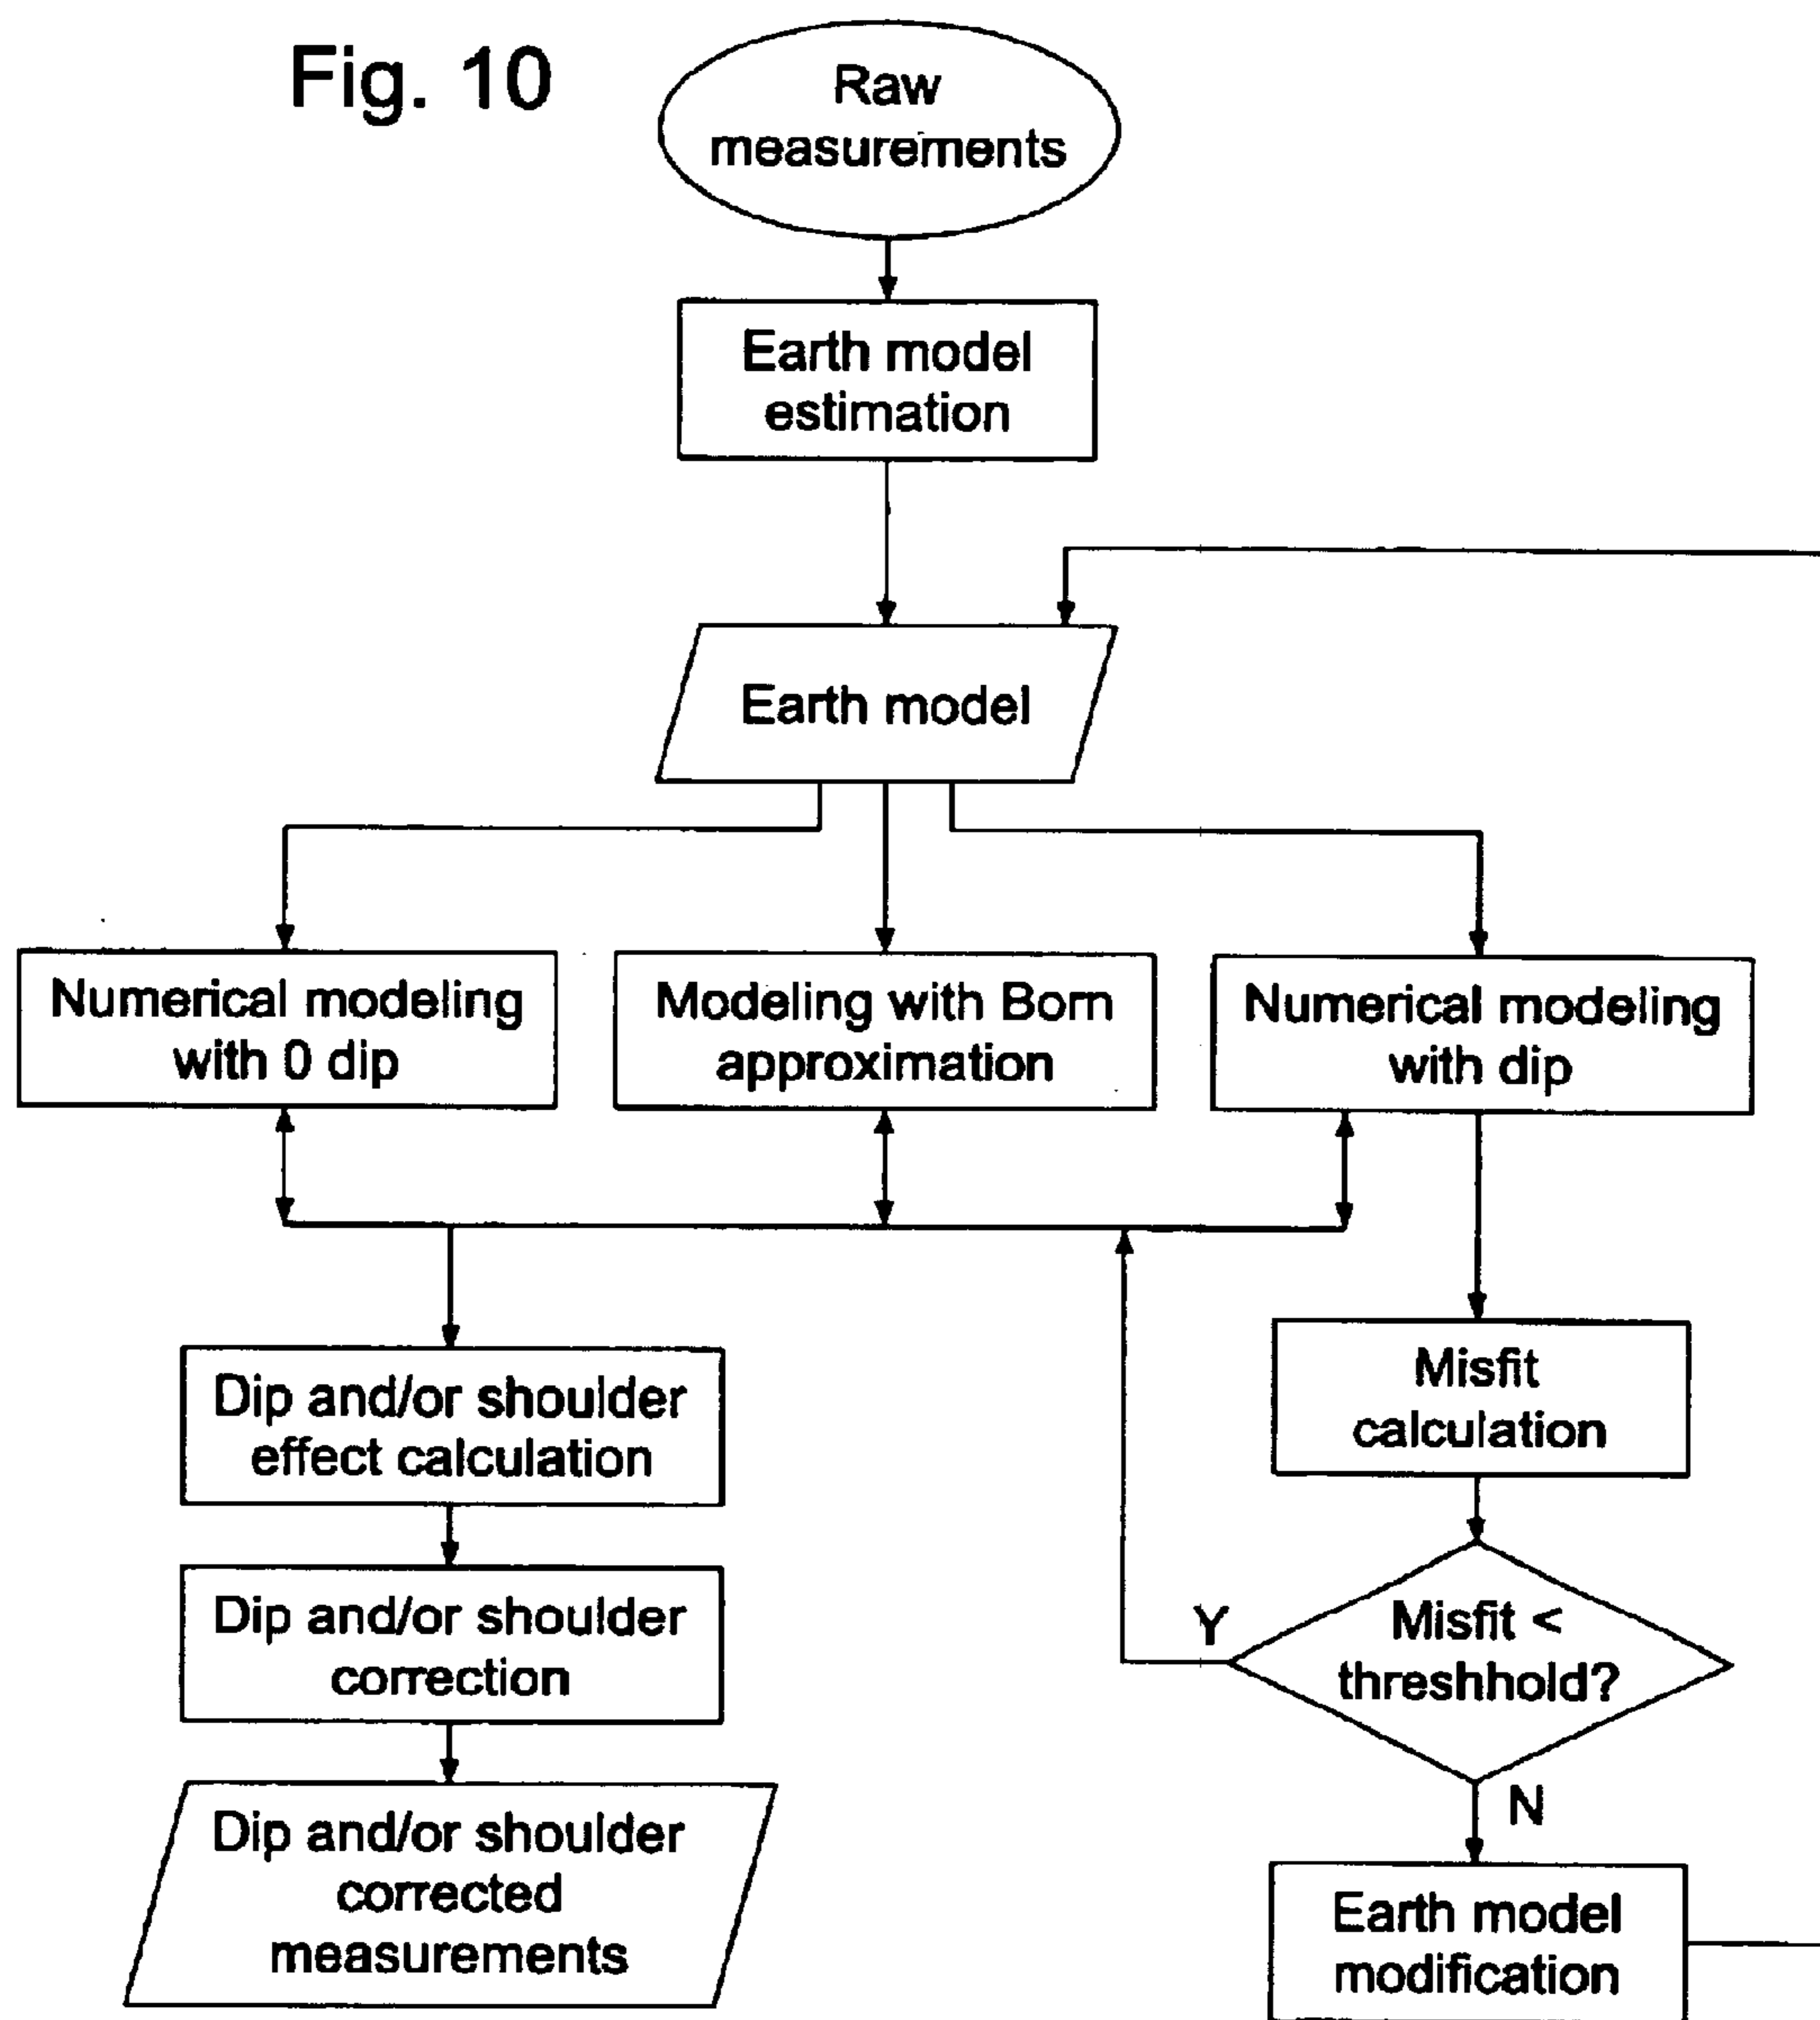 Fig. 10
Raw
measurements
Earth model
estimation
Earth model
Numerical modeling
with 0 dip
Modeling with Born
approximation
Numerical modeling
with dip
Misfit
calculation
Dip and/or shoulder
effect calculation
Dip and/or shoulder
correction
Y
Misfit <
threshhold?
N
Dip and/or shoulder
corrected
measurements
Earth model
modification